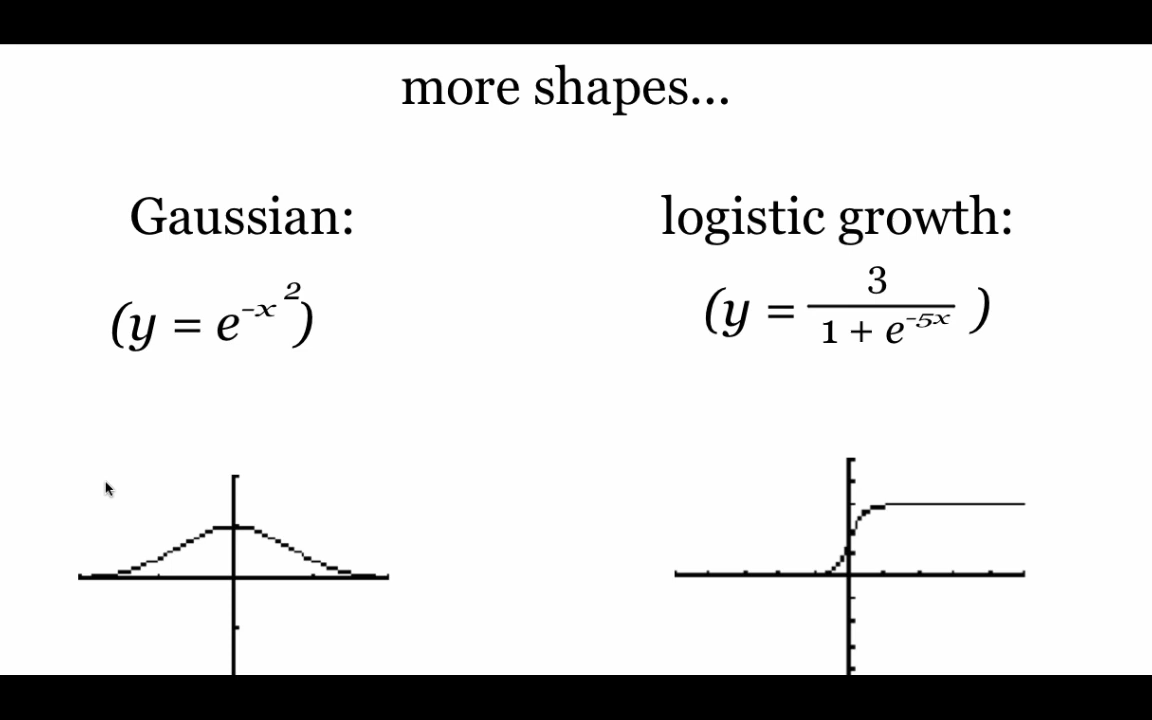 more shapes...
Gaussian:
(y = e^-x^2)
logistic growth:
(y = 3 / (1 + e^-5x) )